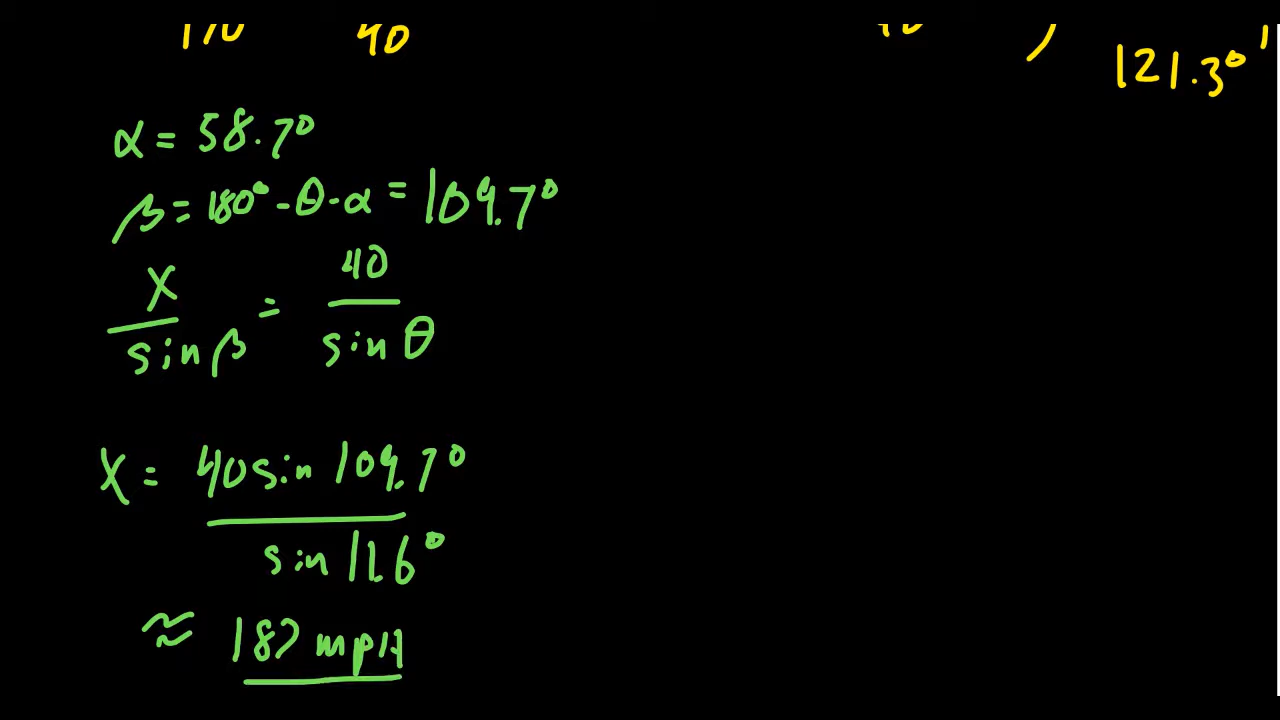 40
121.3°
α = 58.7°
β = 180° - θ - α = 109.7°
X / sin β = 40 / sin θ
X = 40 sin 109.7° / sin 11.6°
≈ 187 mpH